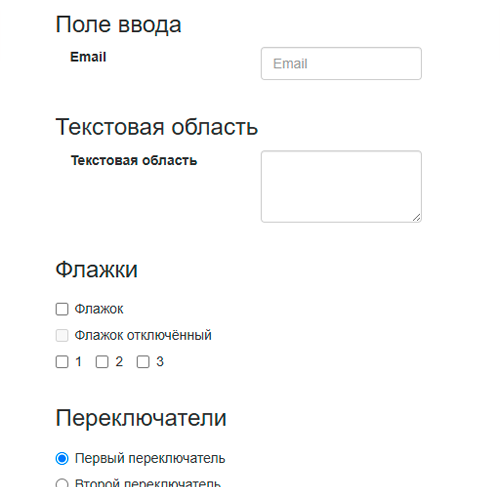 Поле ввода
Email Email
Текстовая область
Текстовая область
Флажки
Флажок
Флажок отключённый
1 2 3
Переключатели
Первый переключатель
Второй переключатель